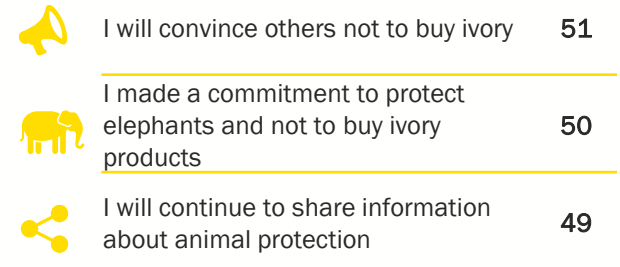 I will convince others not to buy ivory 51
I made a commitment to protect
elephants and not to buy ivory 50
products
I will continue to share information
about animal protection 49